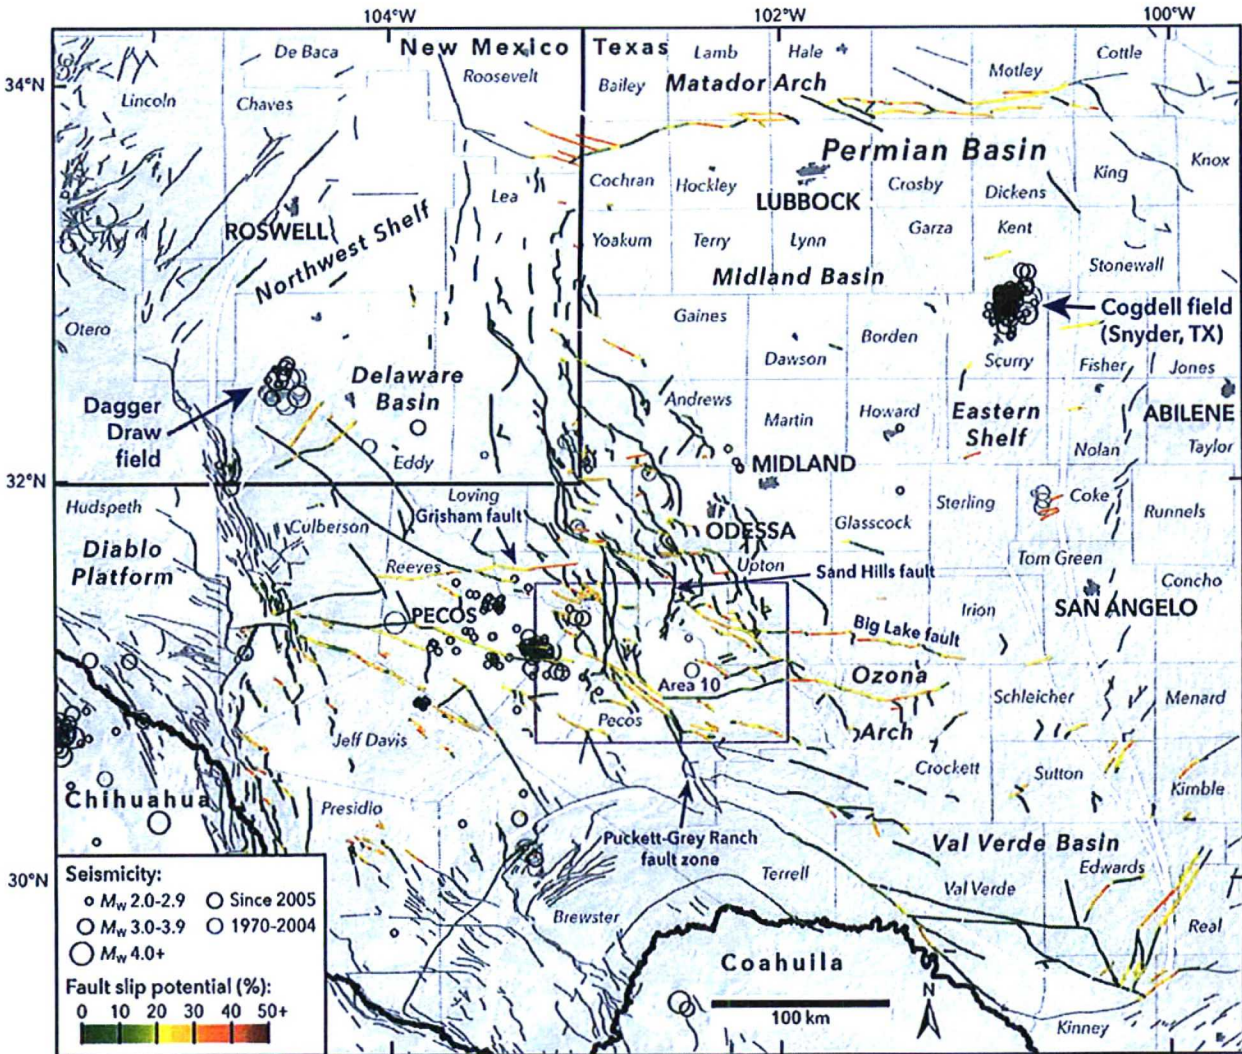 104°W
102°W
100°W
34°N
32°N
30°N
New Mexico
Texas
De Baca
Roosevelt
Lamb
Hale
Bailey
Motley
Cottle
Matador Arch
Lincoln
Chaves
Permian Basin
Lea
Cochran
Hockley
LUBBOCK
Crosby
Dickens
King
Knox
ROSWELL
Northwest Shelf
Yoakum
Terry
Lynn
Garza
Kent
Stonewall
Midland Basin
Otero
Gaines
Borden
Cogdell field
(Snyder, TX)
Dawson
Scurry
Fisher
Jones
Delaware
Basin
Dagger
Draw
field
Andrews
Martin
Howard
Eastern
Shelf
ABILENE
Nolan
Taylor
Eddy
MIDLAND
Hudspeth
Loving
Grisham fault
Culberson
ODESSA
Glasscock
Sterling
Coke
Runnels
Diablo
Platform
Reeves
Upton
Sand Hills fault
Tom Green
Concho
PECOS
Irion
SAN ANGELO
Big Lake fault
Area 10
Ozona
Arch
Schleicher
Menard
Pecos
Jeff Davis
Crockett
Sutton
Kimble
Chihuahua
Presidio
Puckett-Grey Ranch
fault zone
Val Verde Basin
Terrell
Val Verde
Edwards
Real
Brewster
Coahuila
Kinney
100 km
N
Seismicity:
Mw 2.0-2.9
Since 2005
Mw 3.0-3.9
1970-2004
Mw 4.0+
Fault slip potential (%):
0 10 20 30 40 50+